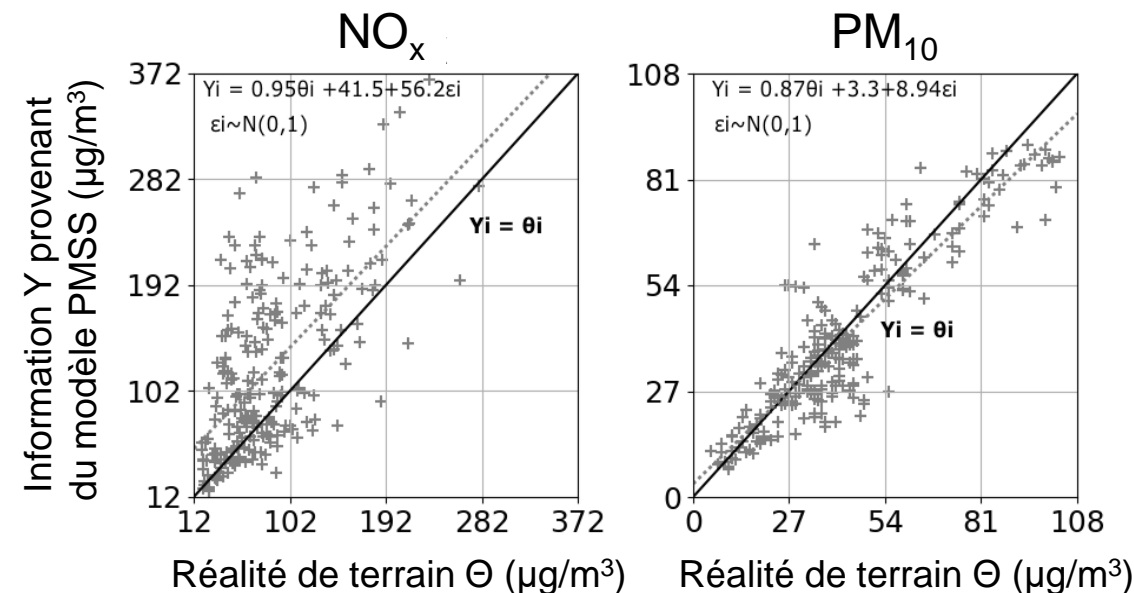 NOx
PM10
Information Y provenant
du modèle PMSS (µg/m³)
372
282
192
102
12
12 102 192 282 372
Yi = 0.95θi +41.5+56.2εi
εi~N(0,1)
Yi = θi
Réalité de terrain Θ (µg/m³)
108
81
54
27
0
0 27 54 81 108
Yi = 0.87θi +3.3+8.94εi
εi~N(0,1)
Yi = θi
Réalité de terrain Θ (µg/m³)